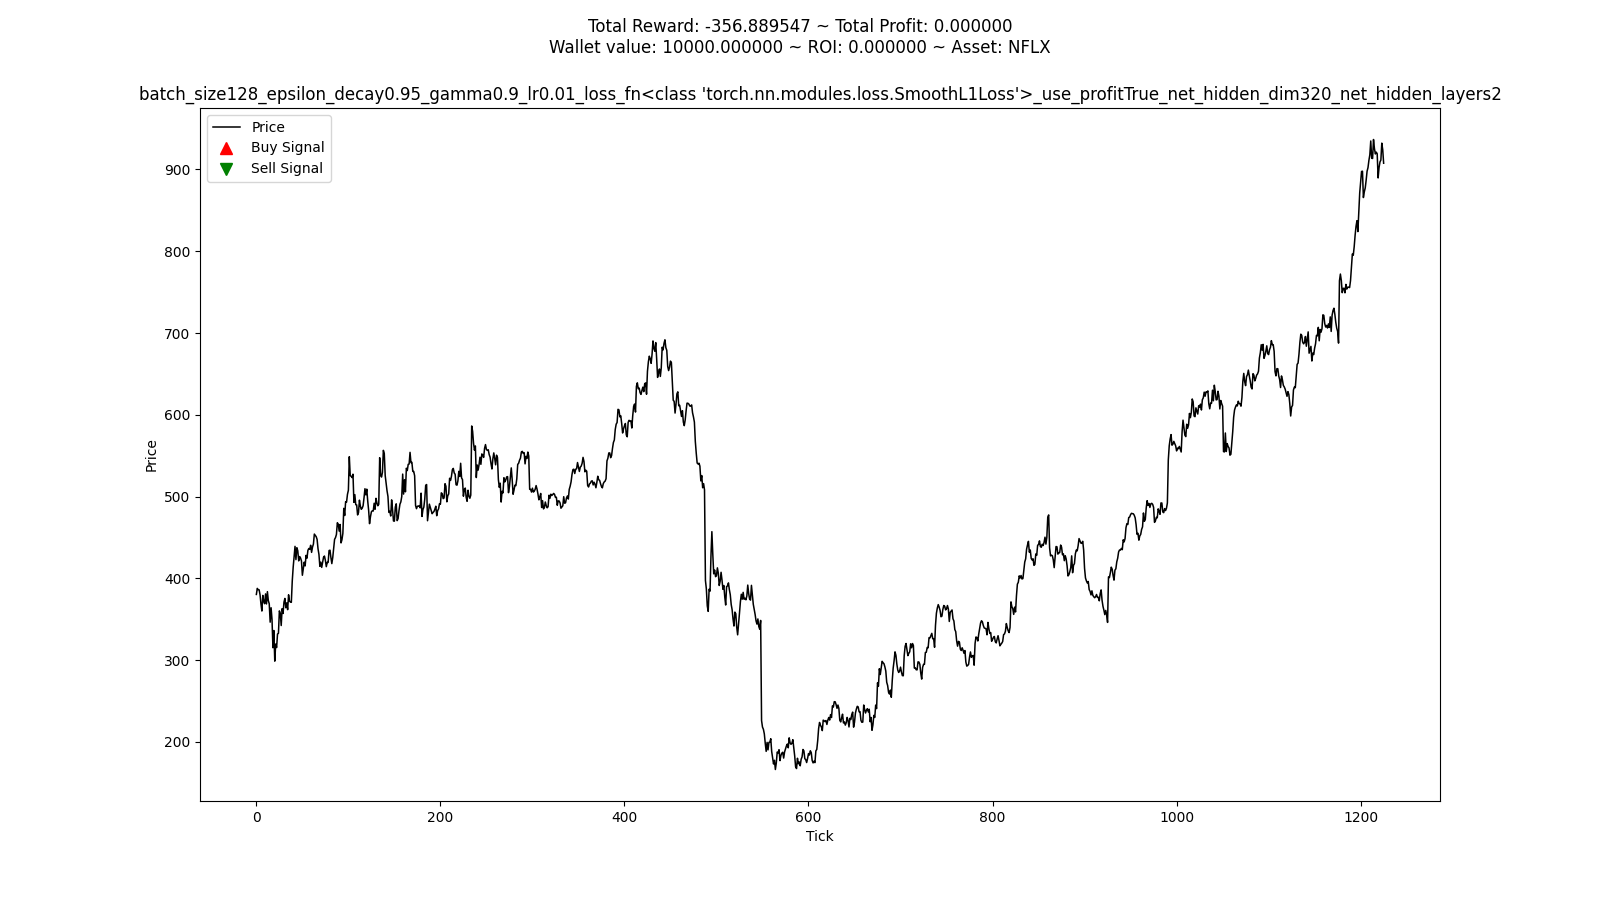 Total Reward: -356.889547 ~ Total Profit: 0.000000
Wallet value: 10000.000000 ~ ROI: 0.000000 ~ Asset: NFLX
batch_size128_epsilon_decay0.95_gamma0.9_lr0.01_loss_fn<class 'torch.nn.modules.loss.SmoothL1Loss'>_use_profitTrue_net_hidden_dim320_net_hidden_layers2
Price
Buy Signal
Sell Signal
900
800
700
600
500
400
300
200
Price
0 200 400 600 800 1000 1200
Tick